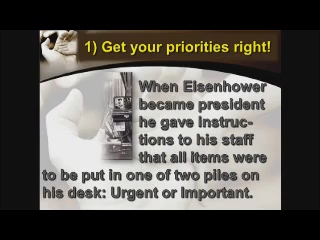 1) Get your priorities right!
When Eisenhower
became president
he gave instruc-
tions to his staff
that all items were
to be put in one of two piles on
his desk: Urgent or Important.